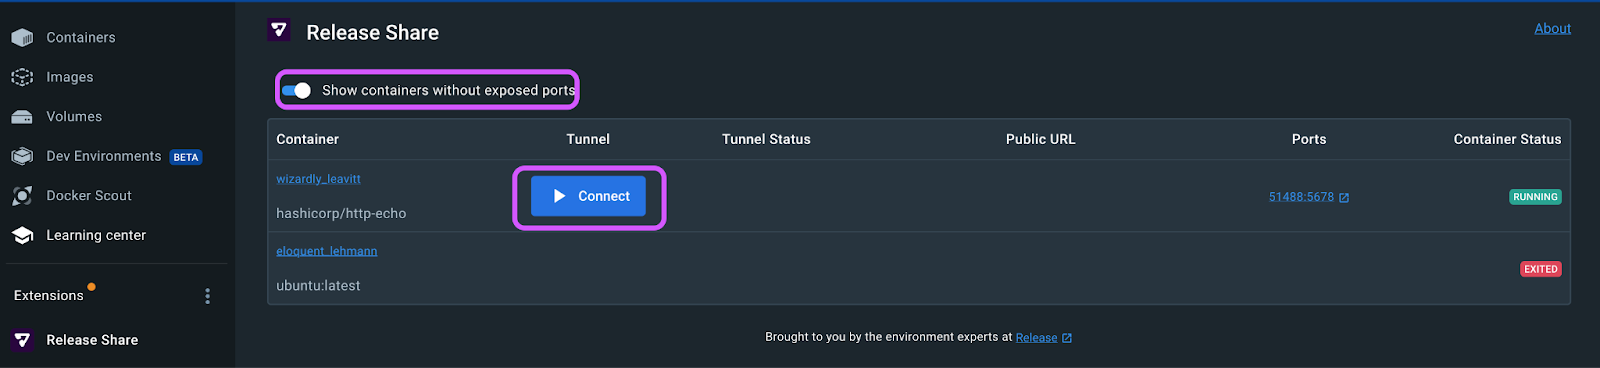 Containers
Images
Volumes
Dev Environments BETA
Docker Scout
Learning center
Extensions
Release Share
Release Share
About
Show containers without exposed ports
Container Tunnel Tunnel Status Public URL Ports Container Status
wizardly_leavitt
hashicorp/http-echo
Connect
51488:5678
RUNNING
eloquent_lehmann
ubuntu:latest
EXITED
Brought to you by the environment experts at Release